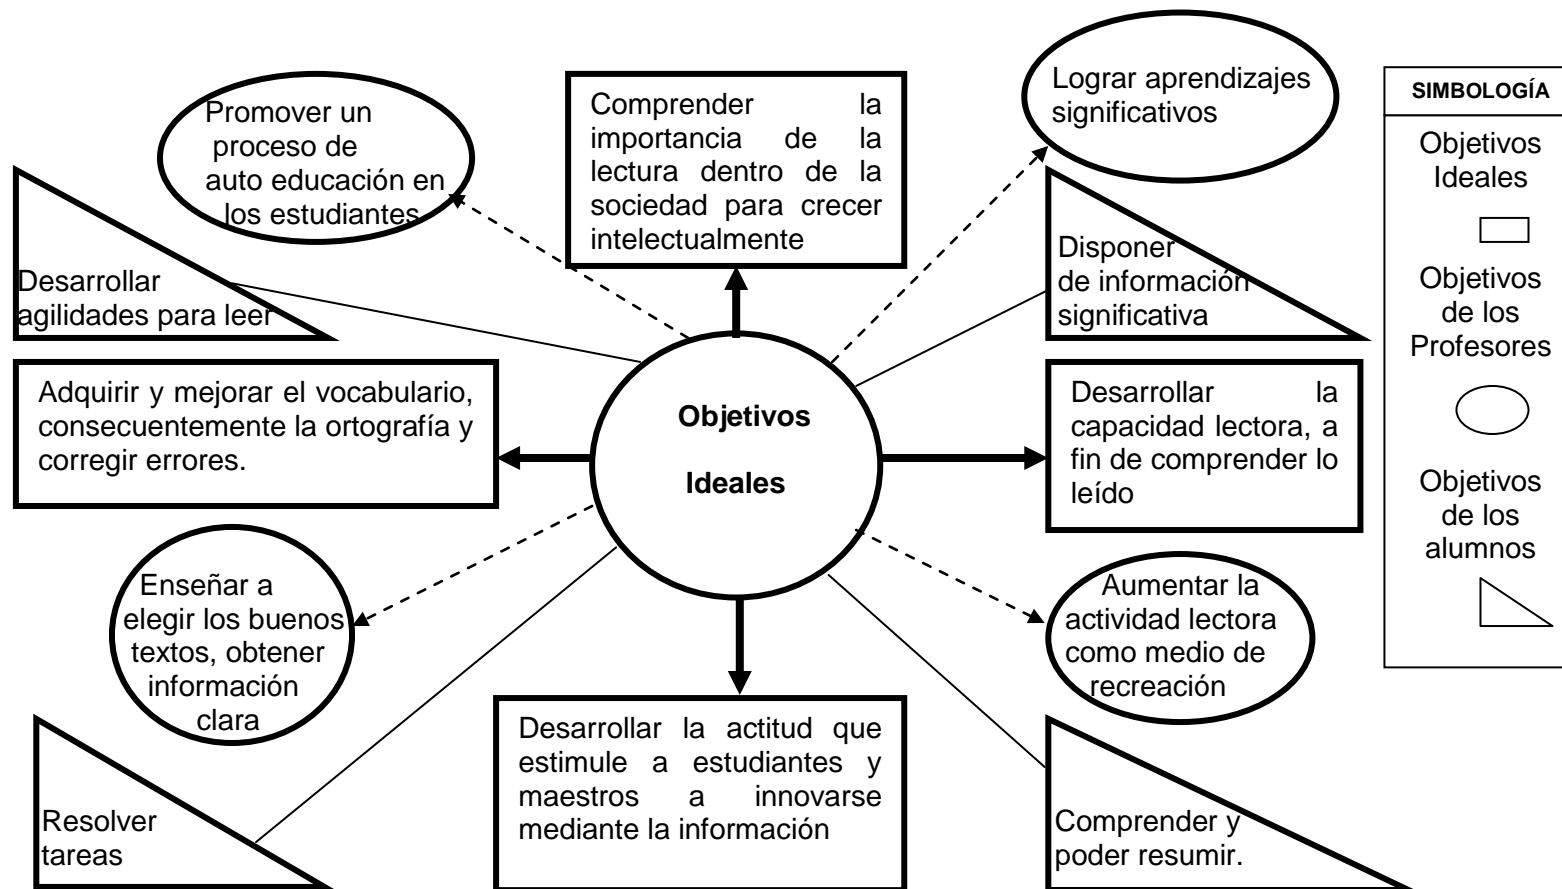 Promover un
proceso de
auto educación en
los estudiantes
Comprender la
importancia de la
lectura dentro de la
sociedad para crecer
intelectualmente
Lograr aprendizajes
significativos
Desarrollar
agilidades para leer
Disponer
de información
significativa
Adquirir y mejorar el vocabulario,
consecuentemente la ortografía y
corregir errores.
Objetivos
Ideales
Desarrollar la
capacidad lectora, a
fin de comprender lo
leído
Enseñar a
elegir los buenos
textos, obtener
información
clara
Aumentar la
actividad lectora
como medio de
recreación
Resolver
tareas
Desarrollar la actitud que
estimule a estudiantes y
maestros a innovarse
mediante la información
Comprender y
poder resumir.
SIMBOLOGÍA
Objetivos
Ideales
Objetivos
de los
Profesores
Objetivos
de los
alumnos